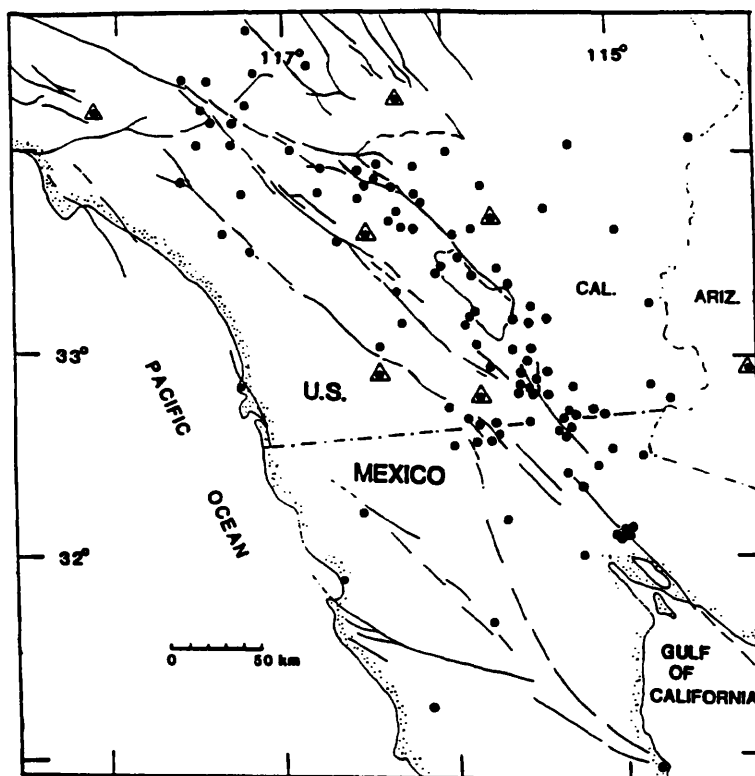 117°
115°
CAL.
ARIZ.
33°
PACIFIC
OCEAN
U.S.
MEXICO
32°
0 50 km
GULF
OF
CALIFORNIA